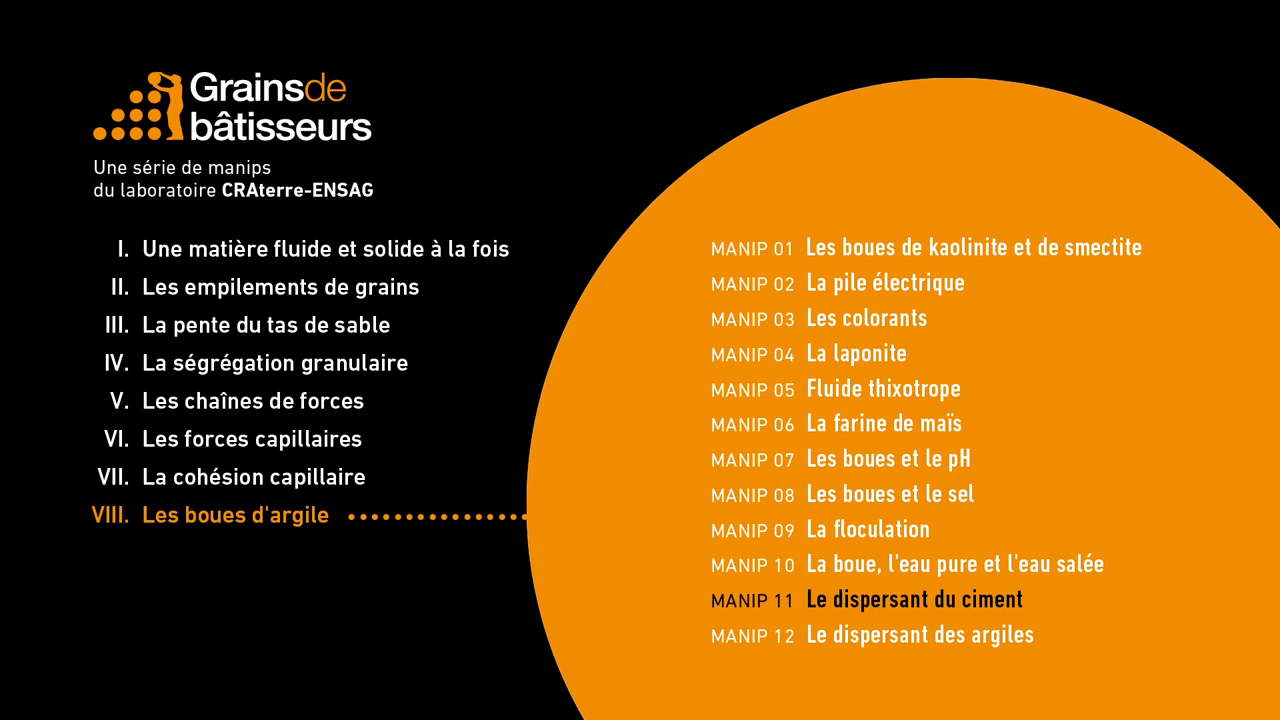 Grainsde
bâtisseurs
Une série de manips
du laboratoire CRAterre-ENSAG
I. Une matière fluide et solide à la fois
II. Les empilements de grains
III. La pente du tas de sable
IV. La ségrégation granulaire
V. Les chaînes de forces
VI. Les forces capillaires
VII. La cohésion capillaire
VIII. Les boues d'argile
MANIP 01 Les boues de kaolinite et de smectite
MANIP 02 La pile électrique
MANIP 03 Les colorants
MANIP 04 La laponite
MANIP 05 Fluide thixotrope
MANIP 06 La farine de maïs
MANIP 07 Les boues et le pH
MANIP 08 Les boues et le sel
MANIP 09 La floculation
MANIP 10 La boue, l'eau pure et l'eau salée
MANIP 11 Le dispersant du ciment
MANIP 12 Le dispersant des argiles